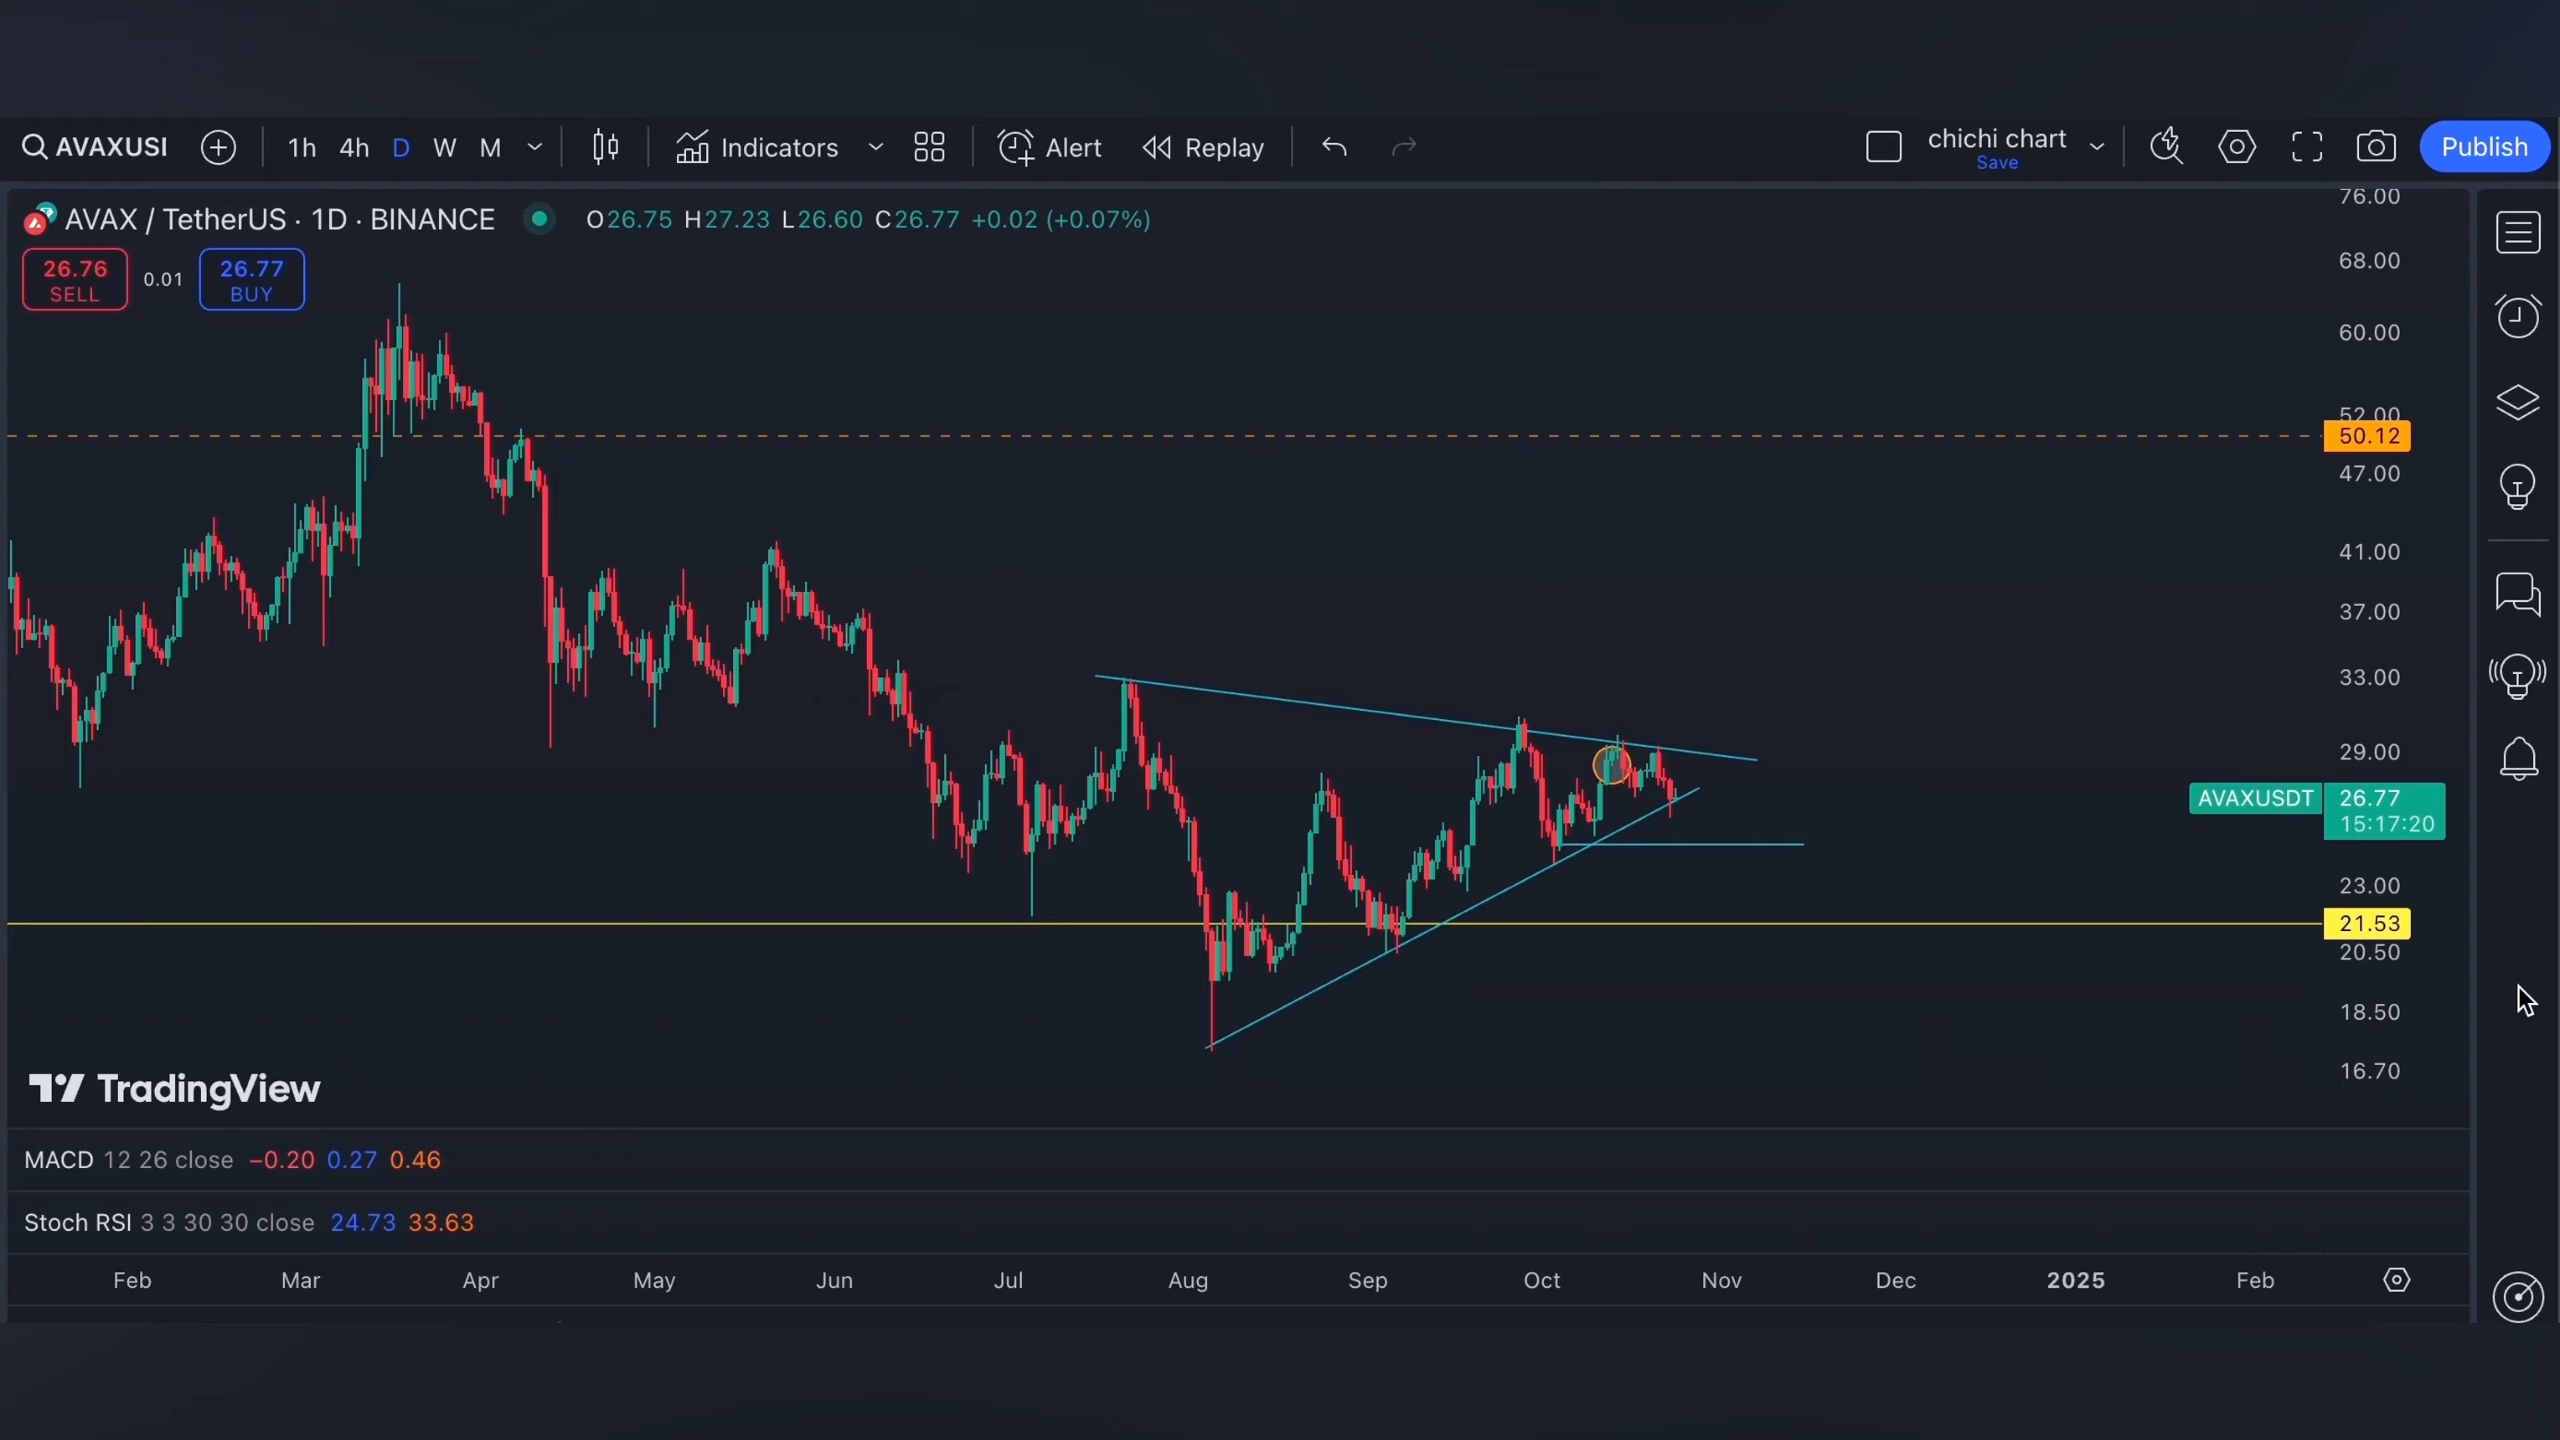 AVAXUSI 1h 4h D W M Indicators Alert Replay chichi chart Publish
Save
AVAX / TetherUS · 1D · BINANCE O26.75 H27.23 L26.60 C26.77 +0.02 (+0.07%)
26.76 0.01 26.77
SELL BUY
76.00
68.00
60.00
52.00
50.12
47.00
41.00
37.00
33.00
29.00
AVAXUSDT 26.77
15:17:20
23.00
21.53
20.50
18.50
16.70
TradingView
MACD 12 26 close −0.20 0.27 0.46
Stoch RSI 3 3 30 30 close 24.73 33.63
Feb Mar Apr May Jun Jul Aug Sep Oct Nov Dec 2025 Feb